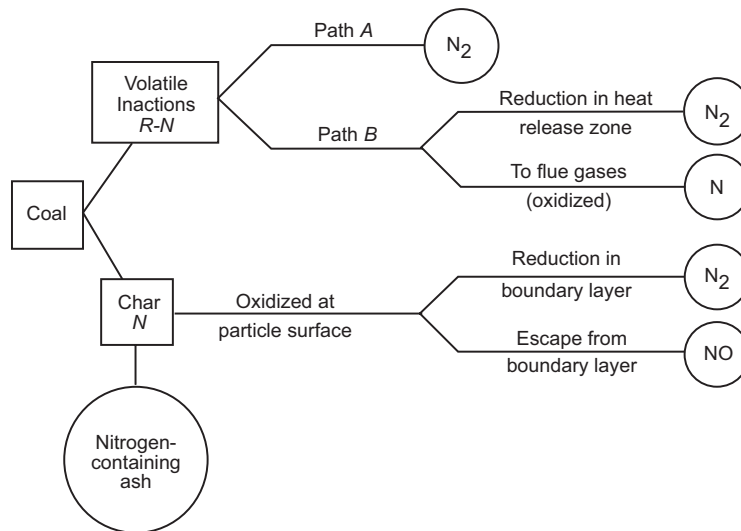 Path A
N2
Volatile
Inactions
R-N
Reduction in heat
release zone
N2
Path B
To flue gases
(oxidized)
N
Coal
Char
N
Oxidized at
particle surface
Reduction in
boundary layer
N2
Escape from
boundary layer
NO
Nitrogen-
containing
ash